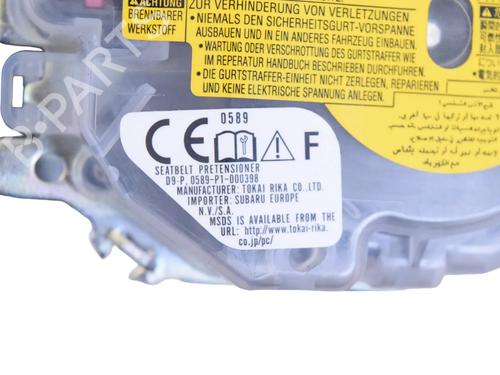 ACHTUNG
BRENNBARER
WERKSTOFF
ZUR VERHINDERUNG VON VERLETZUNGEN
• NIEMALS DEN SICHERHEITSGURT-VORSPANNE
AUSBAUEN UND IN EIN ANDERES FAHRZEUG EINBAUEN.
• WARTUNG ODER VERSCHROTTUNG DES GURTSTRAFFER WIE
IM REPERATUR HANDBUCH BESCHRIEBEN DURCHFÜHREN.
• DIE GURTSTRAFFER-EINHEIT NICHT ZERLEGEN, REPARIEREN
UND KEINE ELEKTRISCHE SPANNUNG ANLEGEN.
CE 0589 F
SEATBELT PRETENSIONER
D9-P, 0589-P1-000398
MANUFACTURER: TOKAI RIKA CO.,LTD.
IMPORTER: SUBARU EUROPE
N.V./S.A.
MSDS IS AVAILABLE FROM THE
URL: http://www.tokai-rika.
co.jp/pc/
B-PARTS